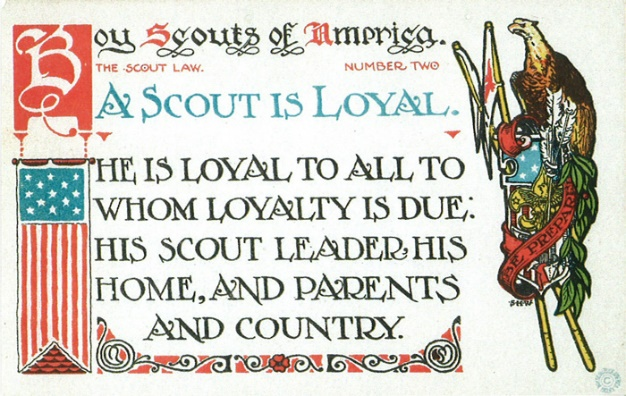 Boy Scouts of America.
THE SCOUT LAW. NUMBER TWO
A SCOUT IS LOYAL.
HE IS LOYAL TO ALL TO
WHOM LOYALTY IS DUE:
HIS SCOUT LEADER, HIS
HOME, AND PARENTS
AND COUNTRY.
BE PREPARED